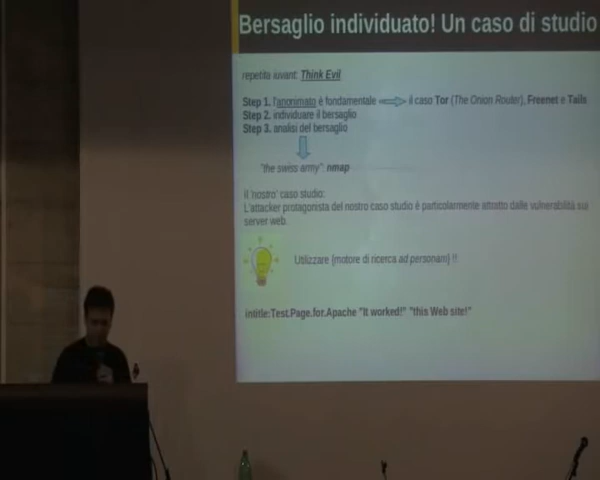 Bersaglio individuato! Un caso di studio
repetita iuvant: Think Evil
Step 1. l'anonimato è fondamentale il caso Tor (The Onion Router), Freenet e Tails
Step 2. individuare il bersaglio
Step 3. analisi del bersaglio
"the swiss army": nmap
Il 'nostro' caso studio:
L'attacker protagonista del nostro caso studio è particolarmente attratto dalle vulnerabilità sui
server web.
Utilizzare (motore di ricerca ad personam) !!
intitle:Test.Page.for.Apache "It worked!" "this Web site!"